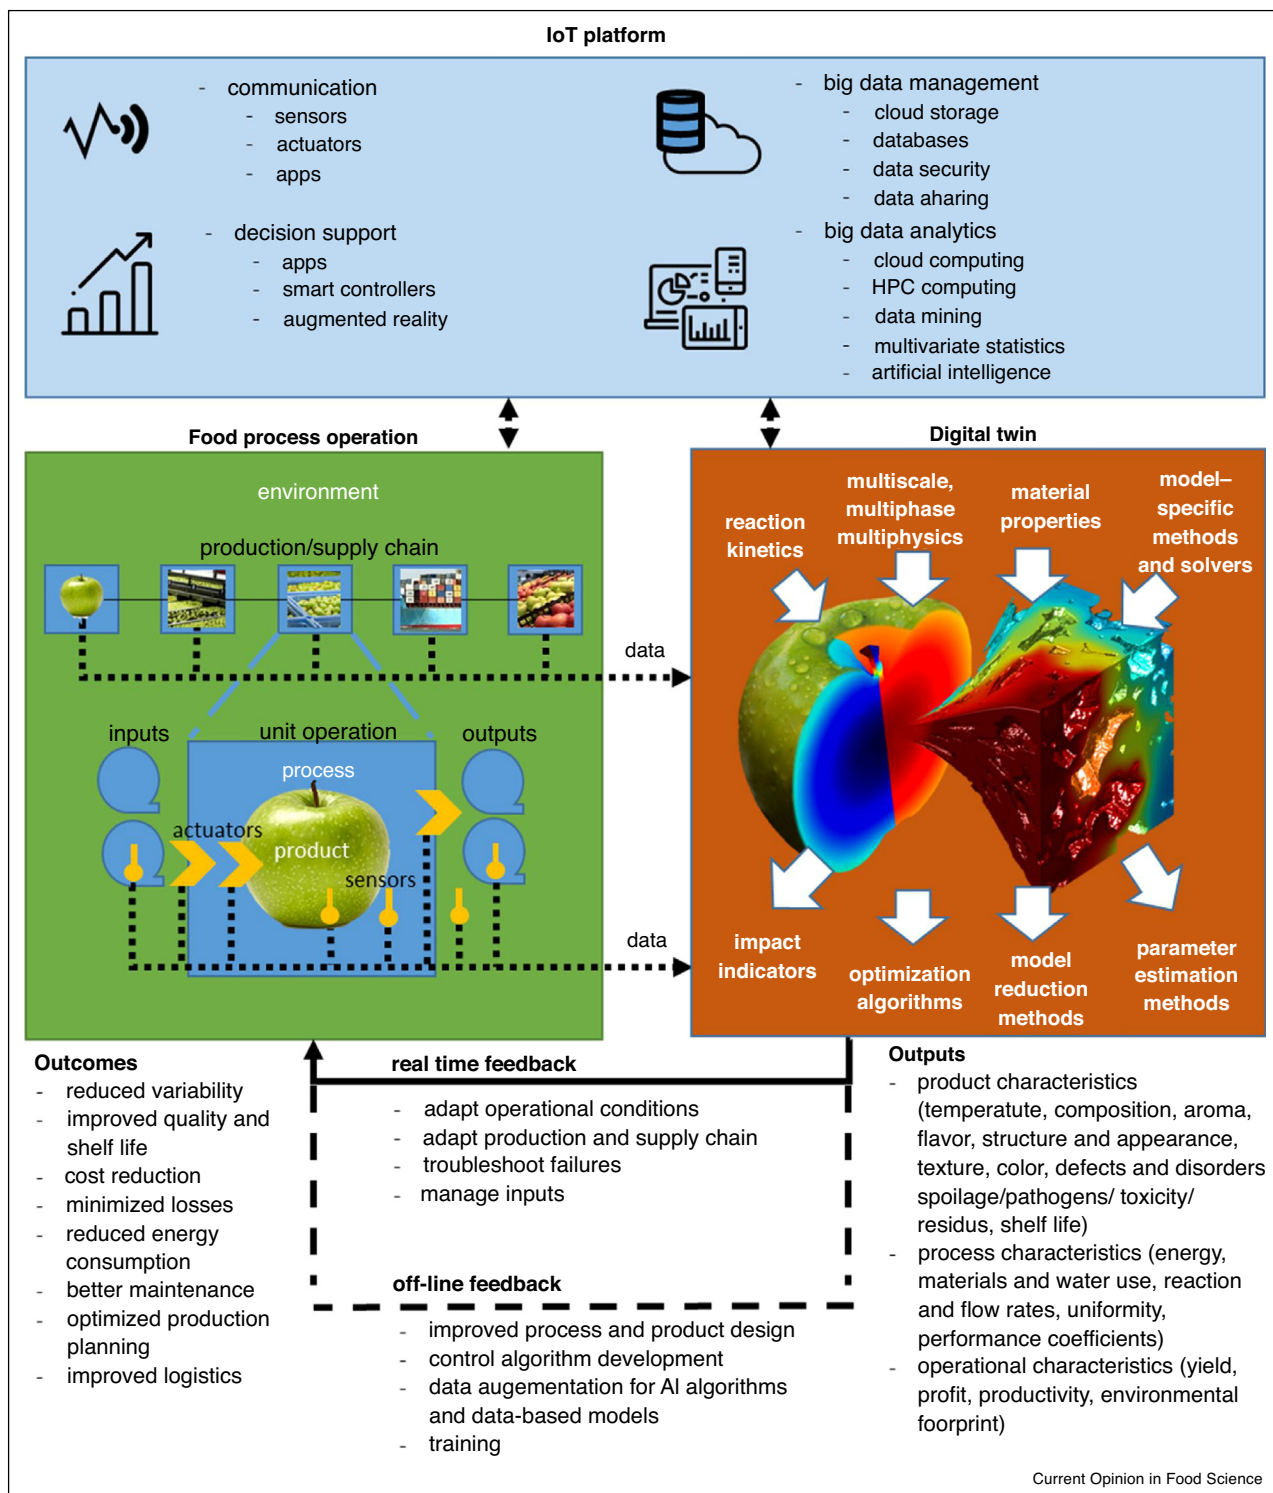 IoT platform
- communication
- sensors
- actuators
- apps
- decision support
- apps
- smart controllers
- augmented reality
- big data management
- cloud storage
- databases
- data security
- data aharing
- big data analytics
- cloud computing
- HPC computing
- data mining
- multivariate statistics
- artificial intelligence
Food process operation
environment
production/supply chain
data
inputs
unit operation
outputs
process
actuators
product
sensors
data
Digital twin
reaction
kinetics
multiscale,
multiphase
multiphysics
material
properties
model–
specific
methods
and solvers
impact
indicators
optimization
algorithms
model
reduction
methods
parameter
estimation
methods
Outcomes
- reduced variability
- improved quality and
shelf life
- cost reduction
- minimized losses
- reduced energy
consumption
- better maintenance
- optimized production
planning
- improved logistics
real time feedback
- adapt operational conditions
- adapt production and supply chain
- troubleshoot failures
- manage inputs
off-line feedback
- improved process and product design
- control algorithm development
- data augementation for AI algorithms
and data-based models
- training
Outputs
- product characteristics
(temperatute, composition, aroma,
flavor, structure and appearance,
texture, color, defects and disorders
spoilage/pathogens/ toxicity/
residus, shelf life)
- process characteristics (energy,
materials and water use, reaction
and flow rates, uniformity,
performance coefficients)
- operational characteristics (yield,
profit, productivity, environmental
foorprint)
Current Opinion in Food Science